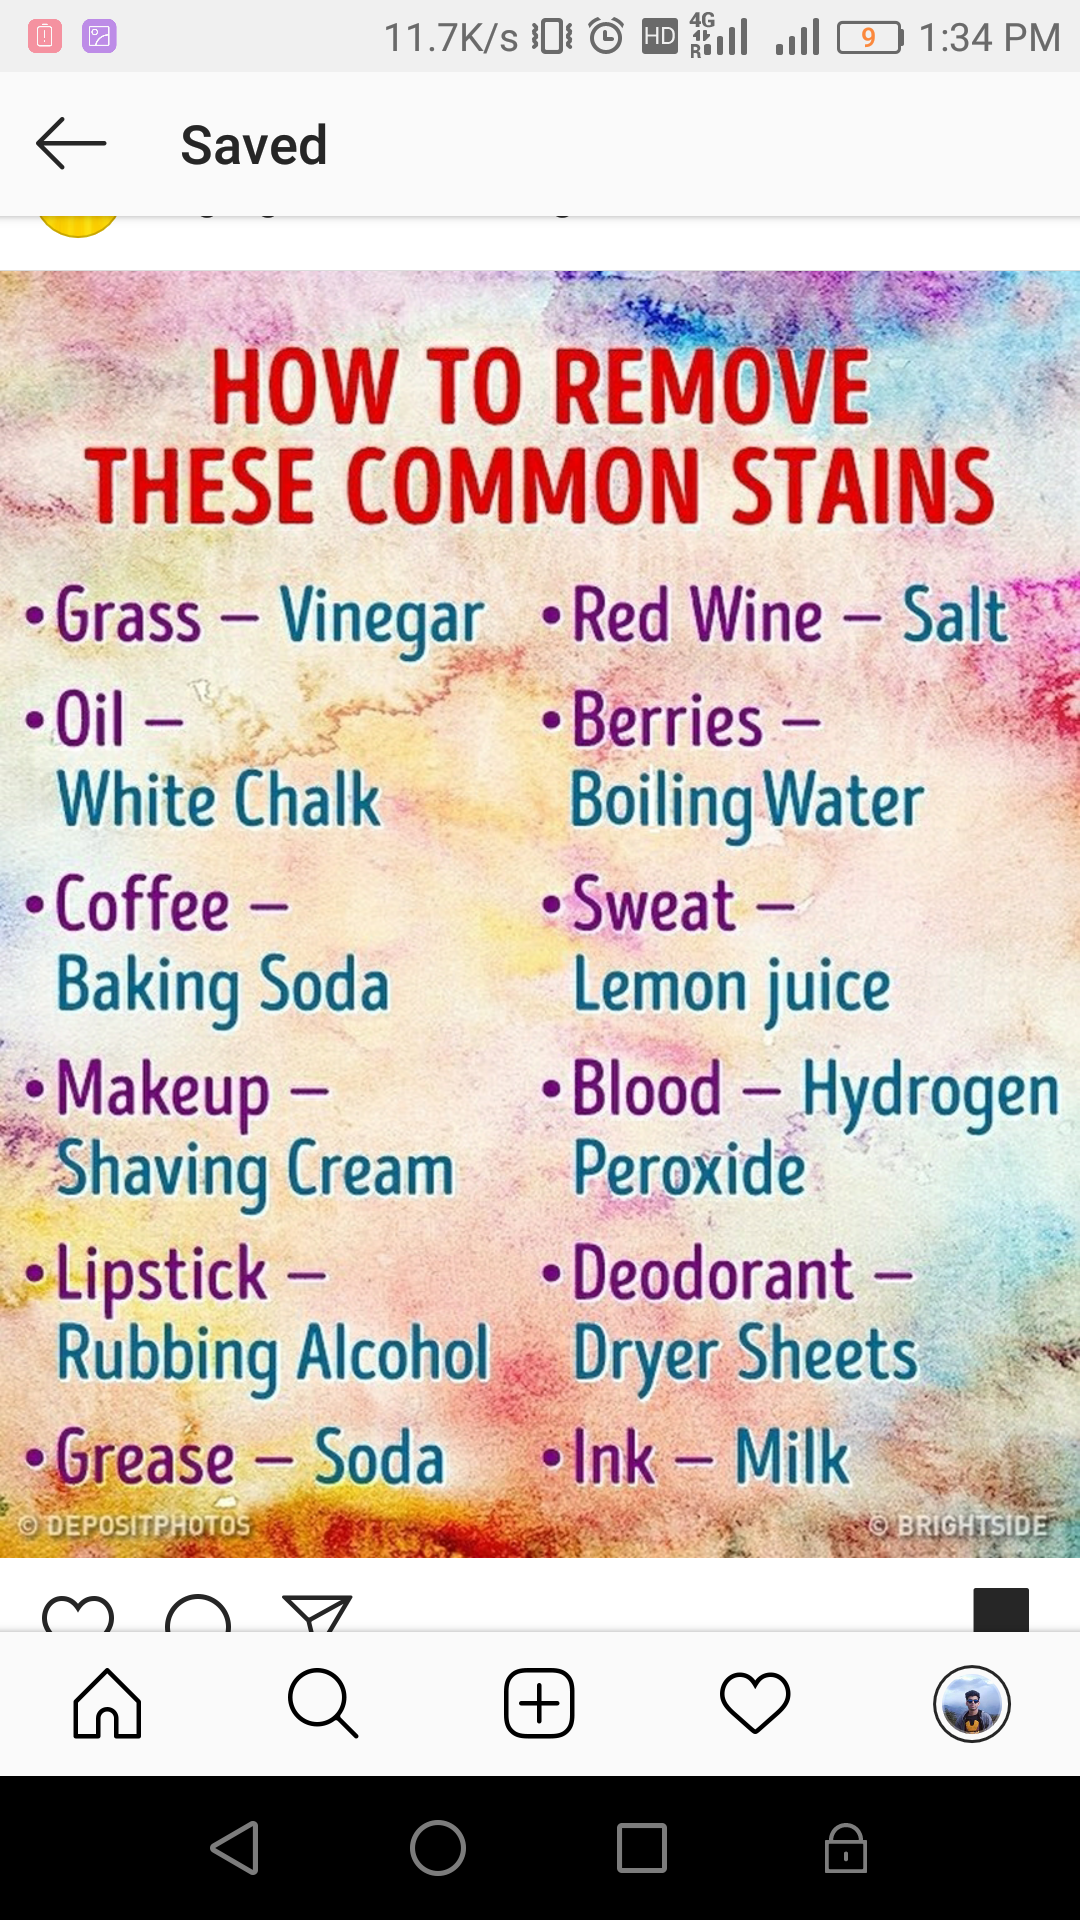 11.7K/s HD 4G R 9 1:34 PM
Saved
HOW TO REMOVE
THESE COMMON STAINS
•Grass – Vinegar
•Oil –
White Chalk
•Coffee –
Baking Soda
•Makeup –
Shaving Cream
•Lipstick –
Rubbing Alcohol
•Grease – Soda
•Red Wine – Salt
•Berries –
Boiling Water
•Sweat –
Lemon juice
•Blood – Hydrogen
Peroxide
•Deodorant –
Dryer Sheets
•Ink – Milk
© DEPOSITPHOTOS
© BRIGHTSIDE